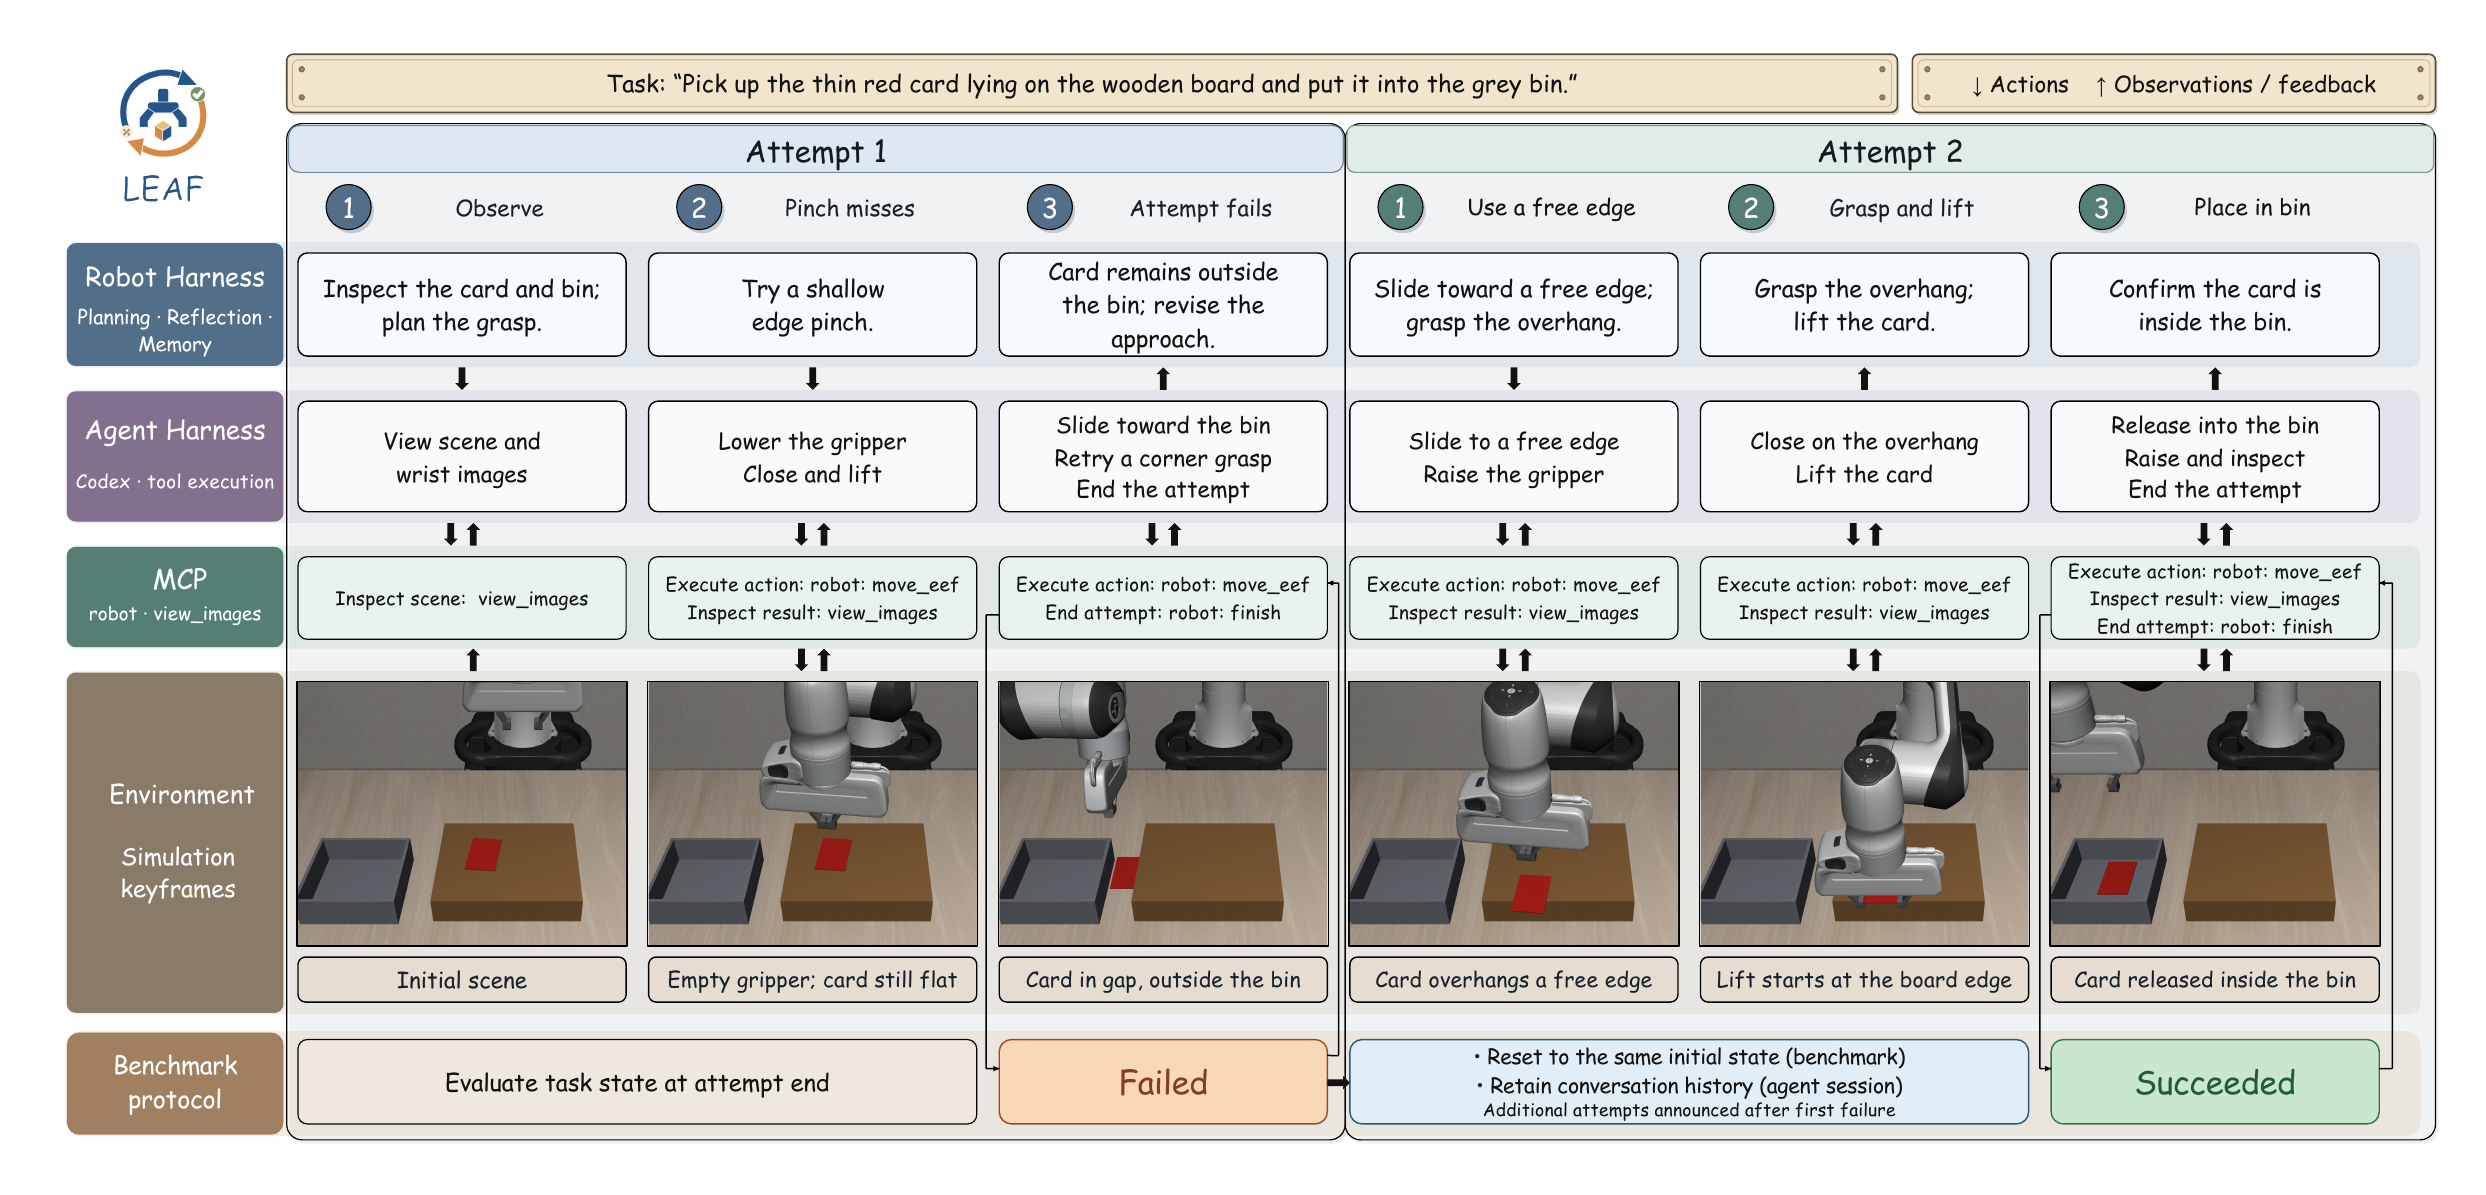 LEAF
Task: “Pick up the thin red card lying on the wooden board and put it into the grey bin.”
↓ Actions ↑ Observations / feedback
Attempt 1
Attempt 2
1 Observe
2 Pinch misses
3 Attempt fails
1 Use a free edge
2 Grasp and lift
3 Place in bin
Robot Harness
Planning · Reflection ·
Memory
Inspect the card and bin;
plan the grasp.
Try a shallow
edge pinch.
Card remains outside
the bin; revise the
approach.
Slide toward a free edge;
grasp the overhang.
Grasp the overhang;
lift the card.
Confirm the card is
inside the bin.
Agent Harness
Codex · tool execution
View scene and
wrist images
Lower the gripper
Close and lift
Slide toward the bin
Retry a corner grasp
End the attempt
Slide to a free edge
Raise the gripper
Close on the overhang
Lift the card
Release into the bin
Raise and inspect
End the attempt
MCP
robot · view_images
Inspect scene: view_images
Execute action: robot: move_eef
Inspect result: view_images
Execute action: robot: move_eef
End attempt: robot: finish
Execute action: robot: move_eef
Inspect result: view_images
Execute action: robot: move_eef
Inspect result: view_images
Execute action: robot: move_eef
Inspect result: view_images
End attempt: robot: finish
Environment
Simulation
keyframes
Initial scene
Empty gripper; card still flat
Card in gap, outside the bin
Card overhangs a free edge
Lift starts at the board edge
Card released inside the bin
Benchmark
protocol
Evaluate task state at attempt end
Failed
• Reset to the same initial state (benchmark)
• Retain conversation history (agent session)
Additional attempts announced after first failure
Succeeded